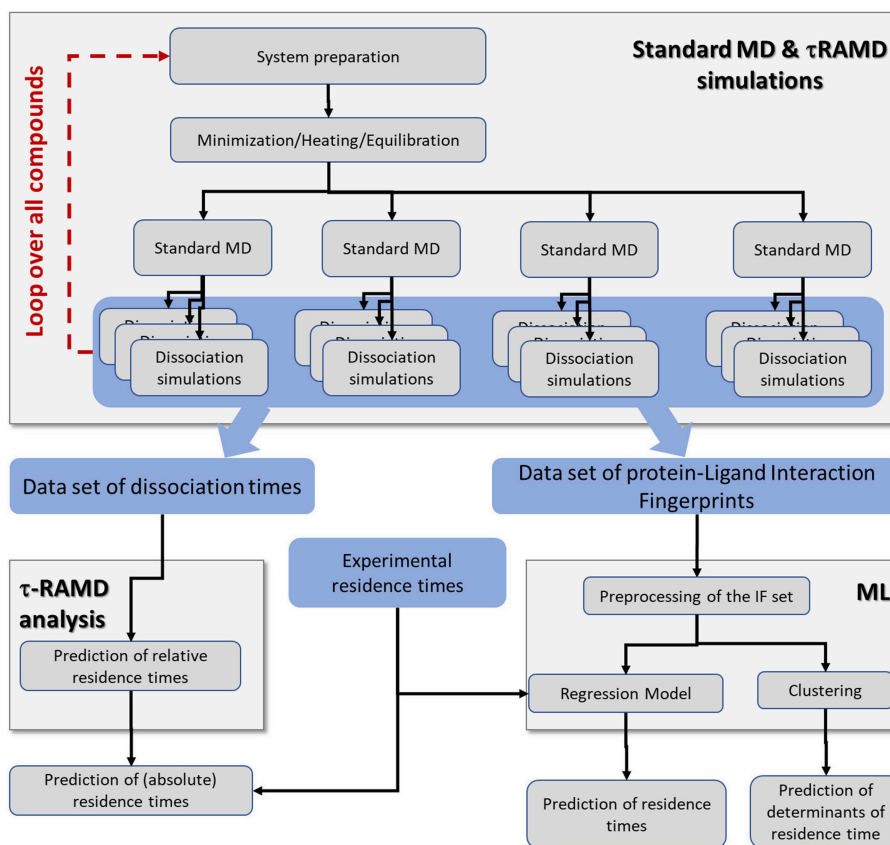 Standard MD & τRAMD
simulations
Loop over all compounds
System preparation
Minimization/Heating/Equilibration
Standard MD
Standard MD
Standard MD
Standard MD
Dissociation
simulations
Dissociation
simulations
Dissociation
simulations
Dissociation
simulations
Data set of dissociation times
Data set of protein-Ligand Interaction
Fingerprints
Experimental
residence times
τ-RAMD
analysis
ML
Preprocessing of the IF set
Prediction of relative
residence times
Regression Model
Clustering
Prediction of (absolute)
residence times
Prediction of residence
times
Prediction of
determinants of
residence time